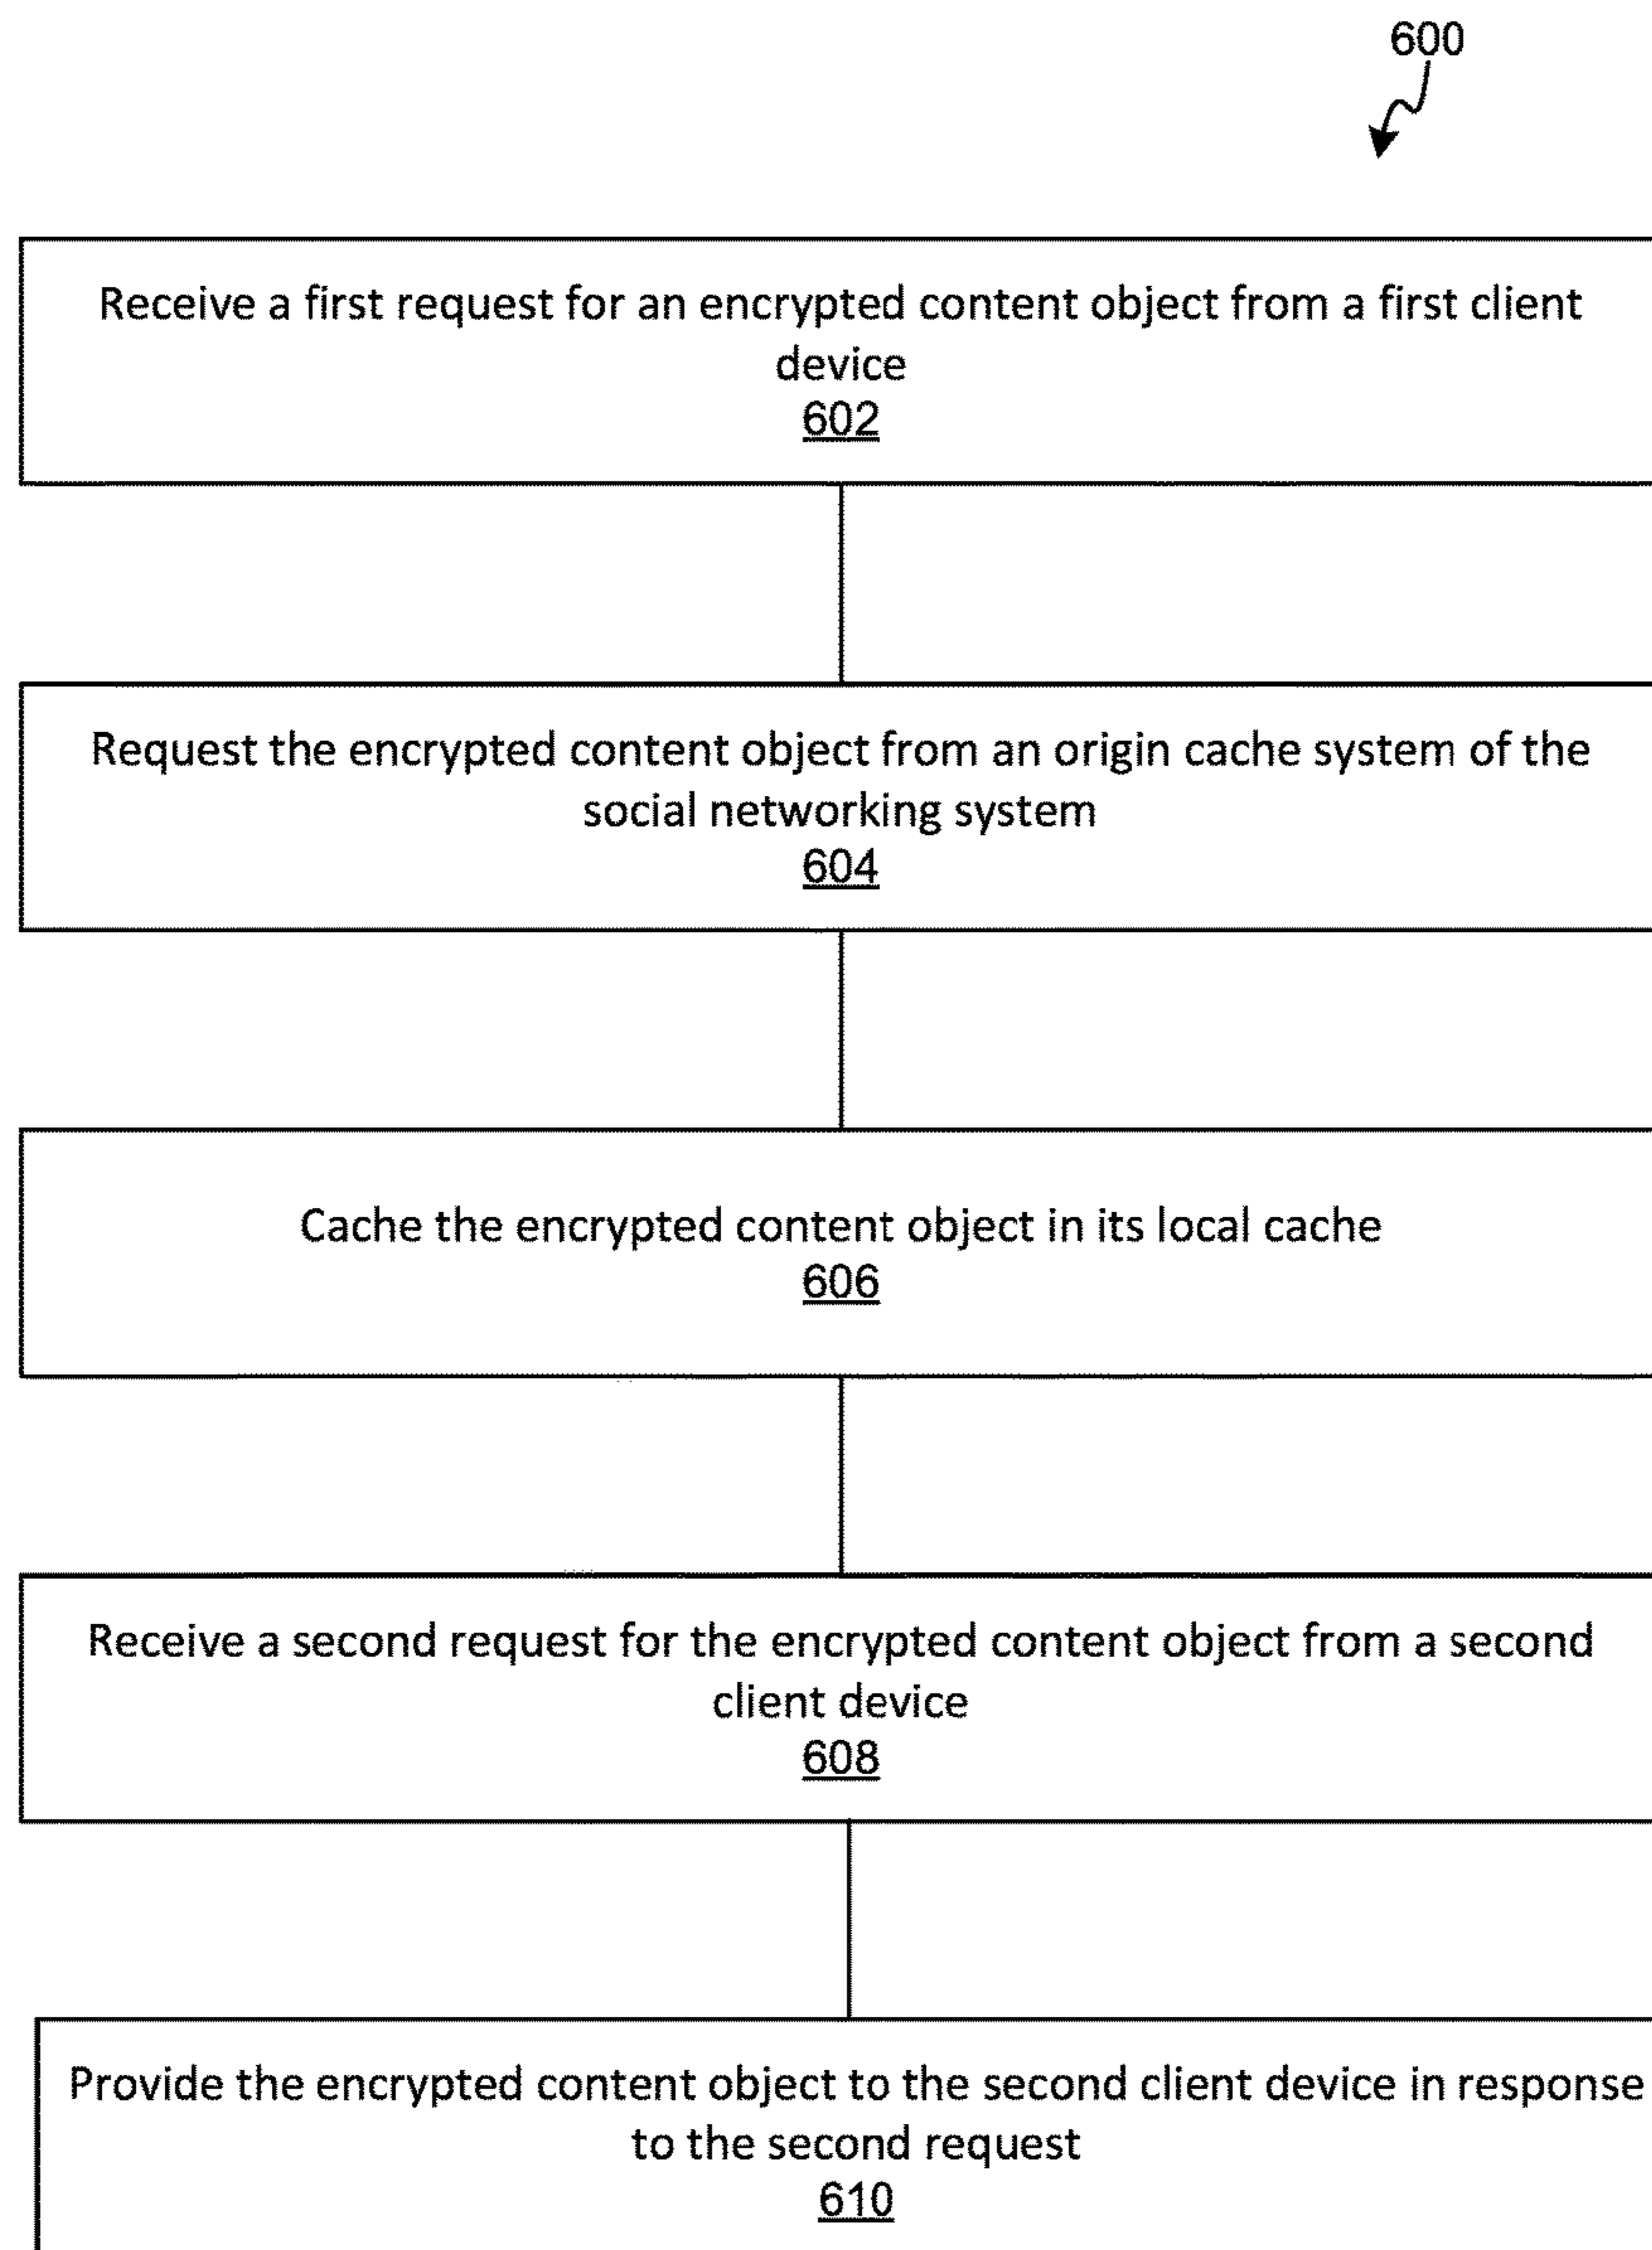 600
Receive a first request for an encrypted content object from a first client
device
602
Request the encrypted content object from an origin cache system of the
social networking system
604
Cache the encrypted content object in its local cache
606
Receive a second request for the encrypted content object from a second
client device
608
Provide the encrypted content object to the second client device in response
to the second request
610